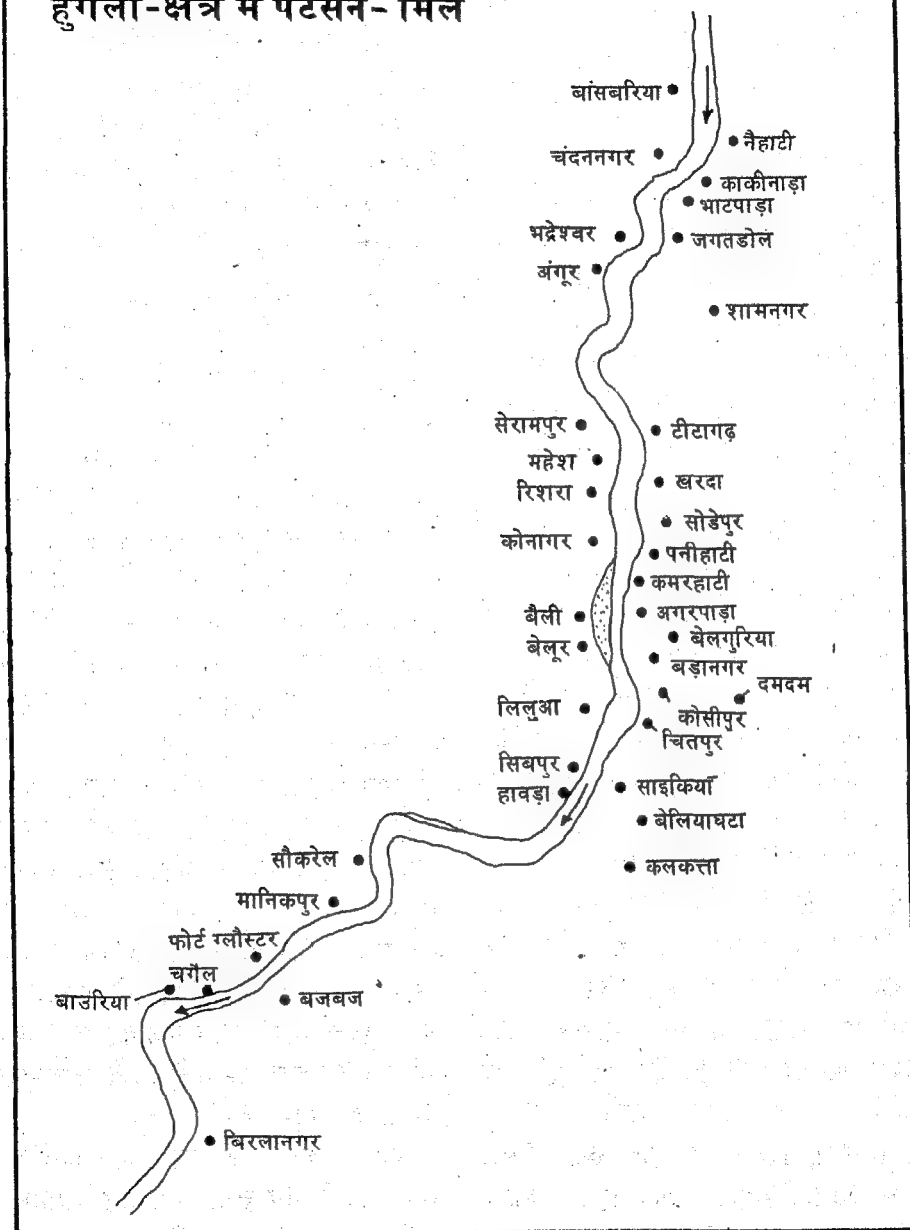 हुगली-क्षेत्र में पटसन-मिलें
बांसबरिया
नैहाटी
चंदननगर
काकीनाड़ा
भाटपाड़ा
भद्रेश्वर
जगतडोल
अंगूर
शामनगर
सेरामपुर
टीटागढ़
महेश
खरदा
रिशरा
सोडेपुर
कोनागर
पनीहाटी
कमरहाटी
बैली
अगरपाड़ा
बेलगुरिया
बेलूर
बड़ानगर
दमदम
लिलुआ
कोसीपुर
चितपुर
सिबपुर
साइकियाँ
हावड़ा
बेलियाघटा
सौकरेल
कलकत्ता
मानिकपुर
फोर्ट ग्लौस्टर
चगैल
बाउरिया
बजबज
बिरलानगर